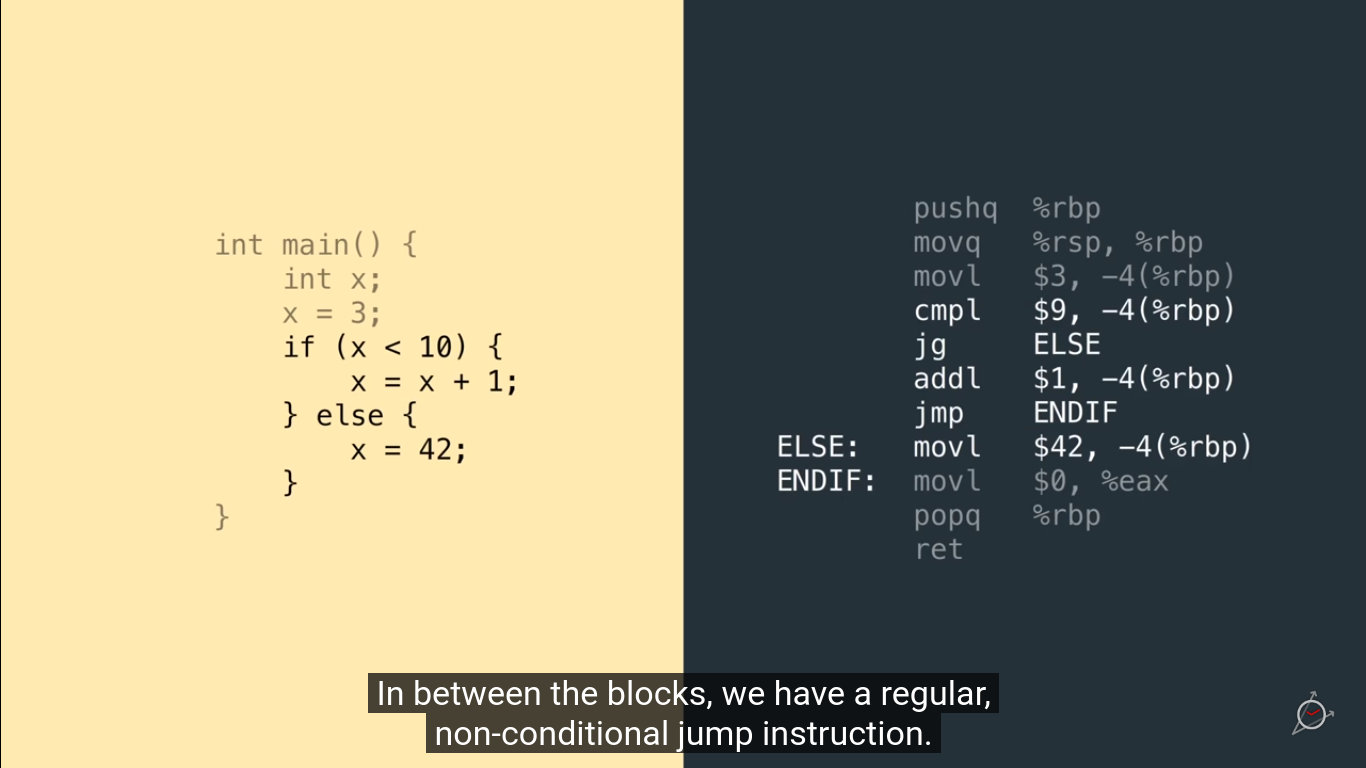 int main() {
int x;
x = 3;
if (x < 10) {
x = x + 1;
} else {
x = 42;
}
}
pushq %rbp
movq %rsp, %rbp
movl $3, −4(%rbp)
cmpl $9, −4(%rbp)
jg ELSE
addl $1, −4(%rbp)
jmp ENDIF
ELSE: movl $42, −4(%rbp)
ENDIF: movl $0, %eax
popq %rbp
ret
In between the blocks, we have a regular,
non-conditional jump instruction.